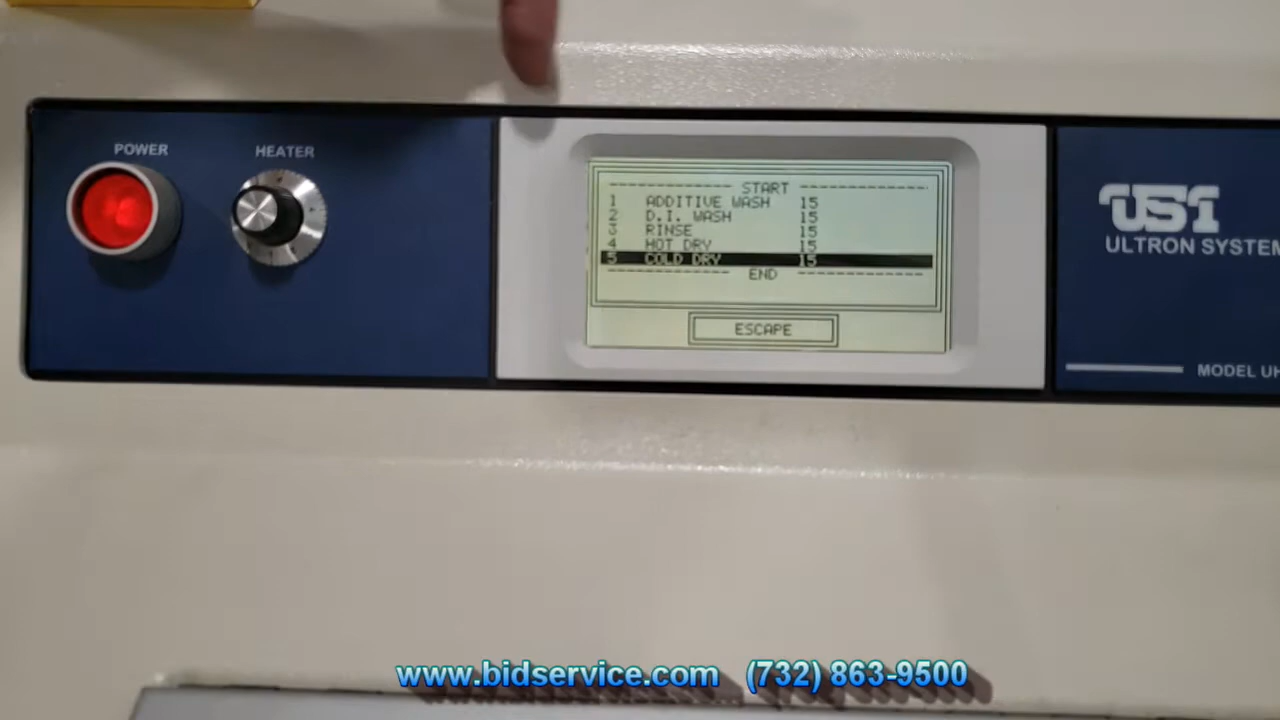 POWER
HEATER
START
1 ADDITIVE WASH 15
2 D.I. WASH 15
3 RINSE 15
4 HOT DRY 15
5 COLD DRY 15
END
ESCAPE
USI
ULTRON SYSTEM
MODEL UH
www.bidservice.com (732) 863-9500